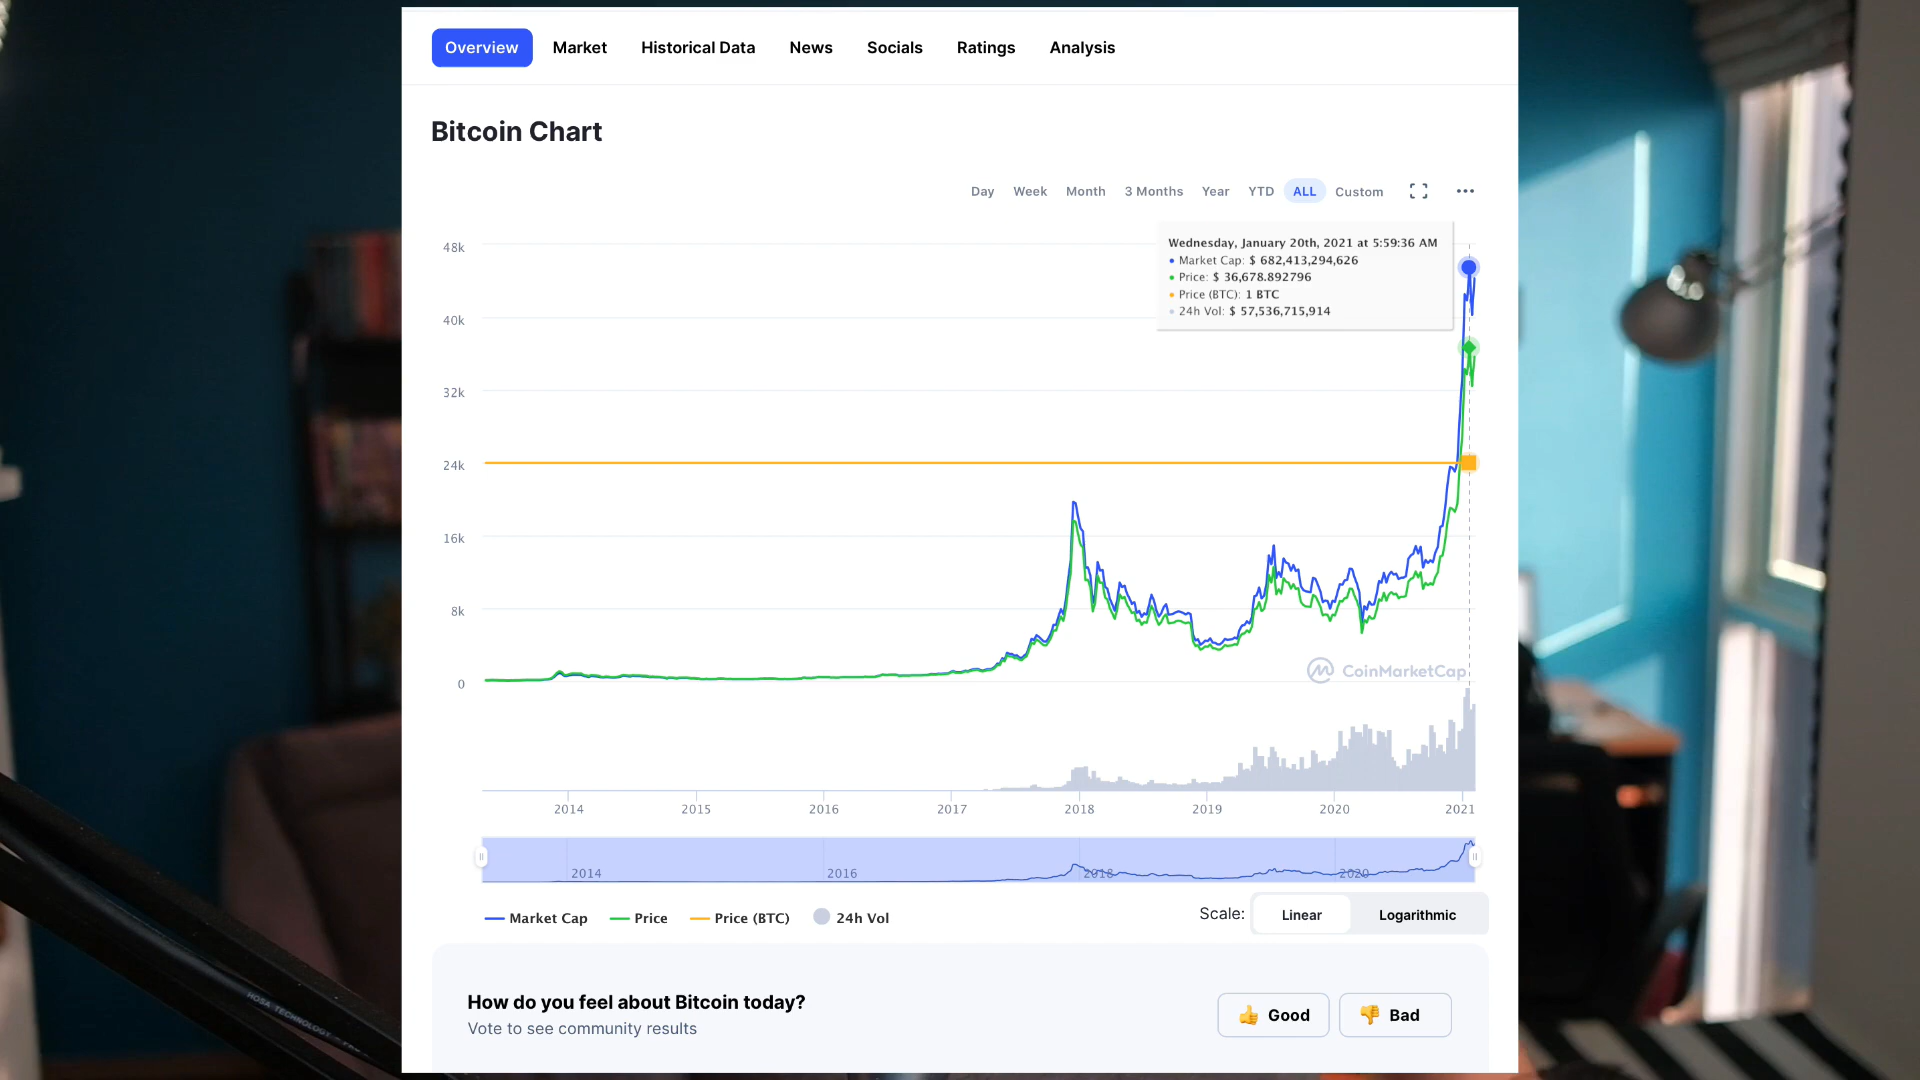 Overview Market Historical Data News Socials Ratings Analysis
Bitcoin Chart
Day Week Month 3 Months Year YTD ALL Custom
Wednesday, January 20th, 2021 at 5:59:36 AM
Market Cap: $ 682,413,294,626
Price: $ 36,678.892796
Price (BTC): 1 BTC
24h Vol: $ 57,536,715,914
48k
40k
32k
24k
16k
8k
0
CoinMarketCap
2014 2015 2016 2017 2018 2019 2020 2021
2014 2016 2018 2020
Market Cap Price Price (BTC) 24h Vol
Scale: Linear Logarithmic
How do you feel about Bitcoin today?
Vote to see community results
Good Bad
HOSA TECHNOLOGY